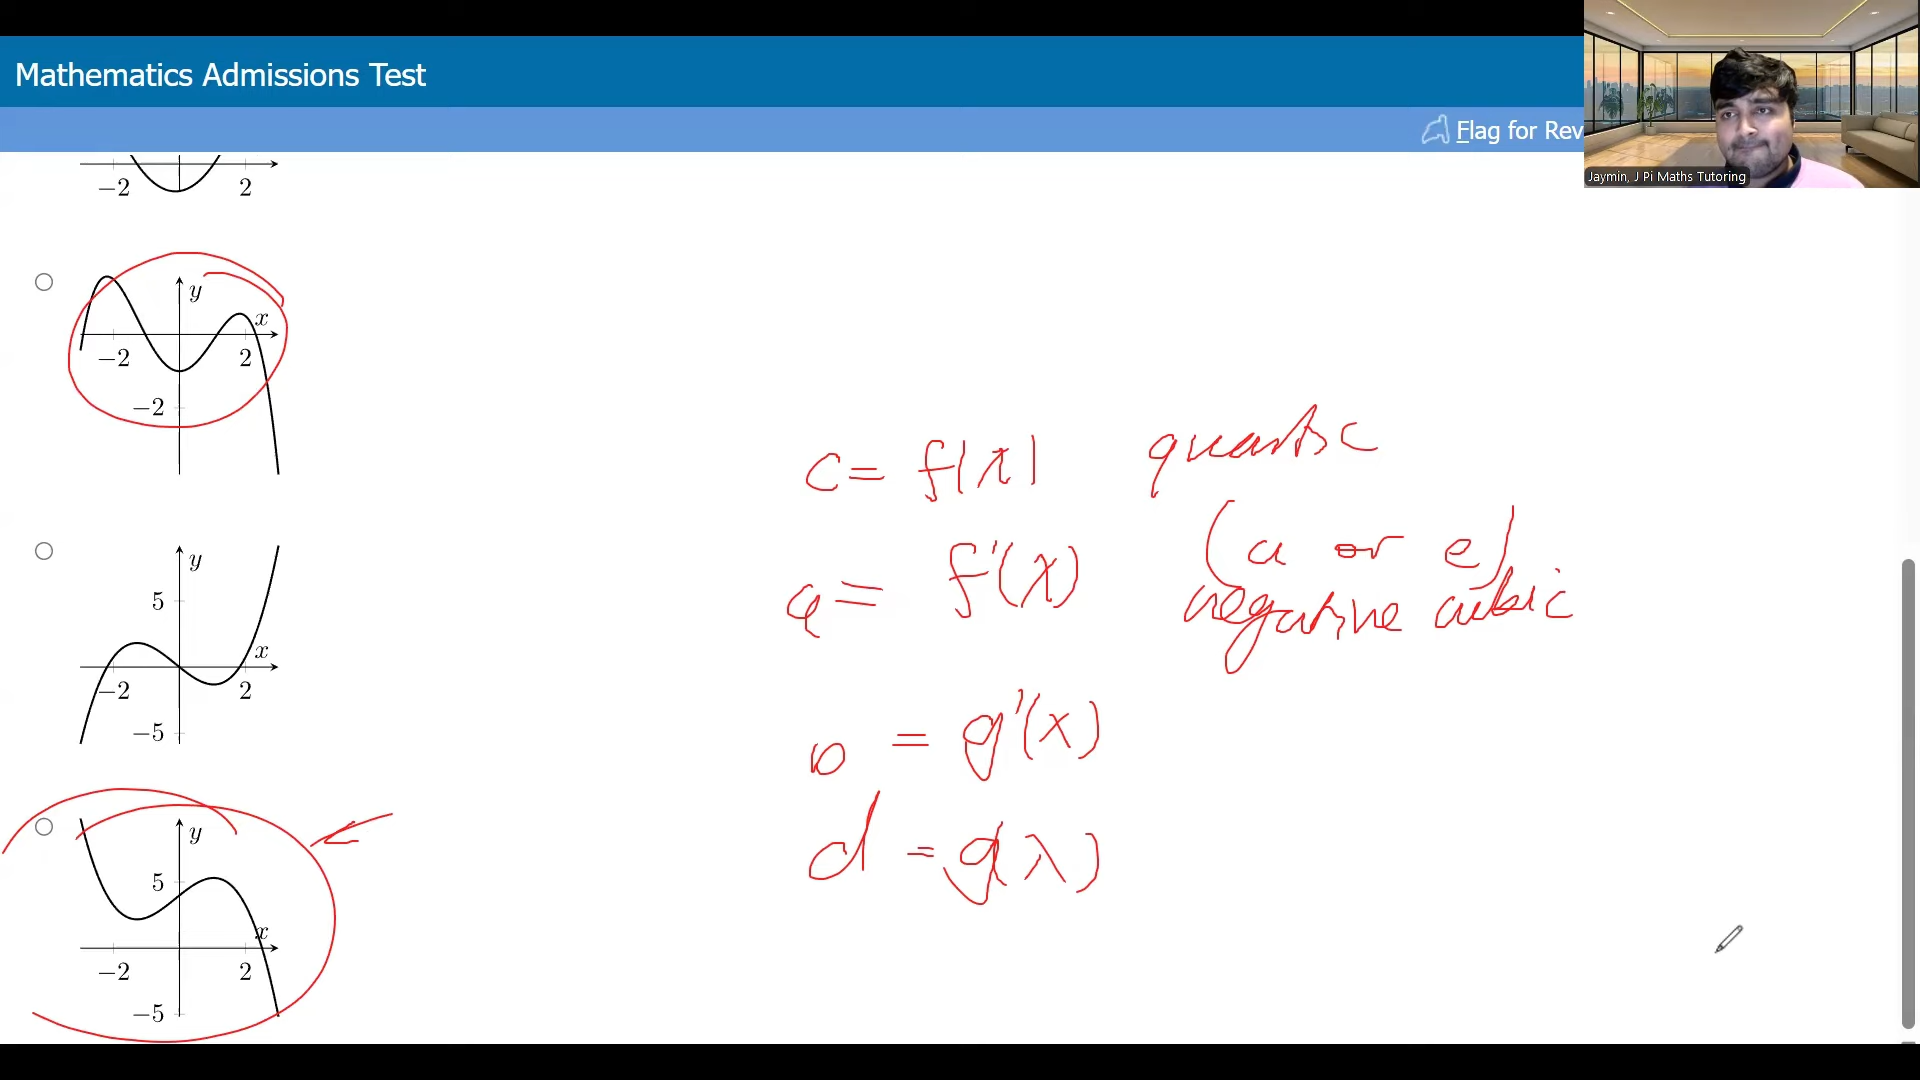 Mathematics Admissions Test
Flag for Rev
Jaymin, J Pi Maths Tutoring
−2 2
y
x
−2 2
−2
y
5
x
−2 2
−5
y
5
x
−2 2
−5
c = f(x) quartic
a = f'(x) (a or e)
negative cubic
b = g'(x)
d = g(x)